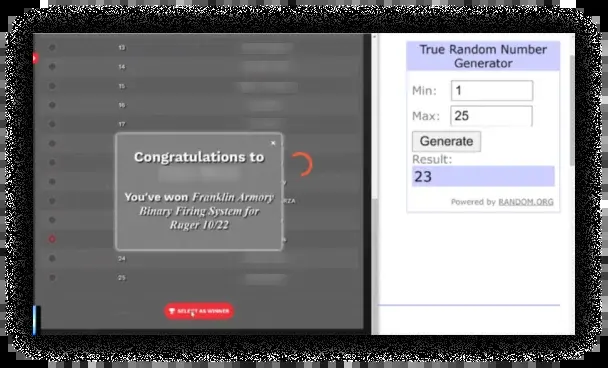 13
14
15
16
17
Congratulations to
You've won Franklin Armory
Binary Firing System for
Ruger 10/22
RZA
24
25
SELECT AS WINNER
True Random Number
Generator
Min: 1
Max: 25
Generate
Result:
23
Powered by RANDOM.ORG